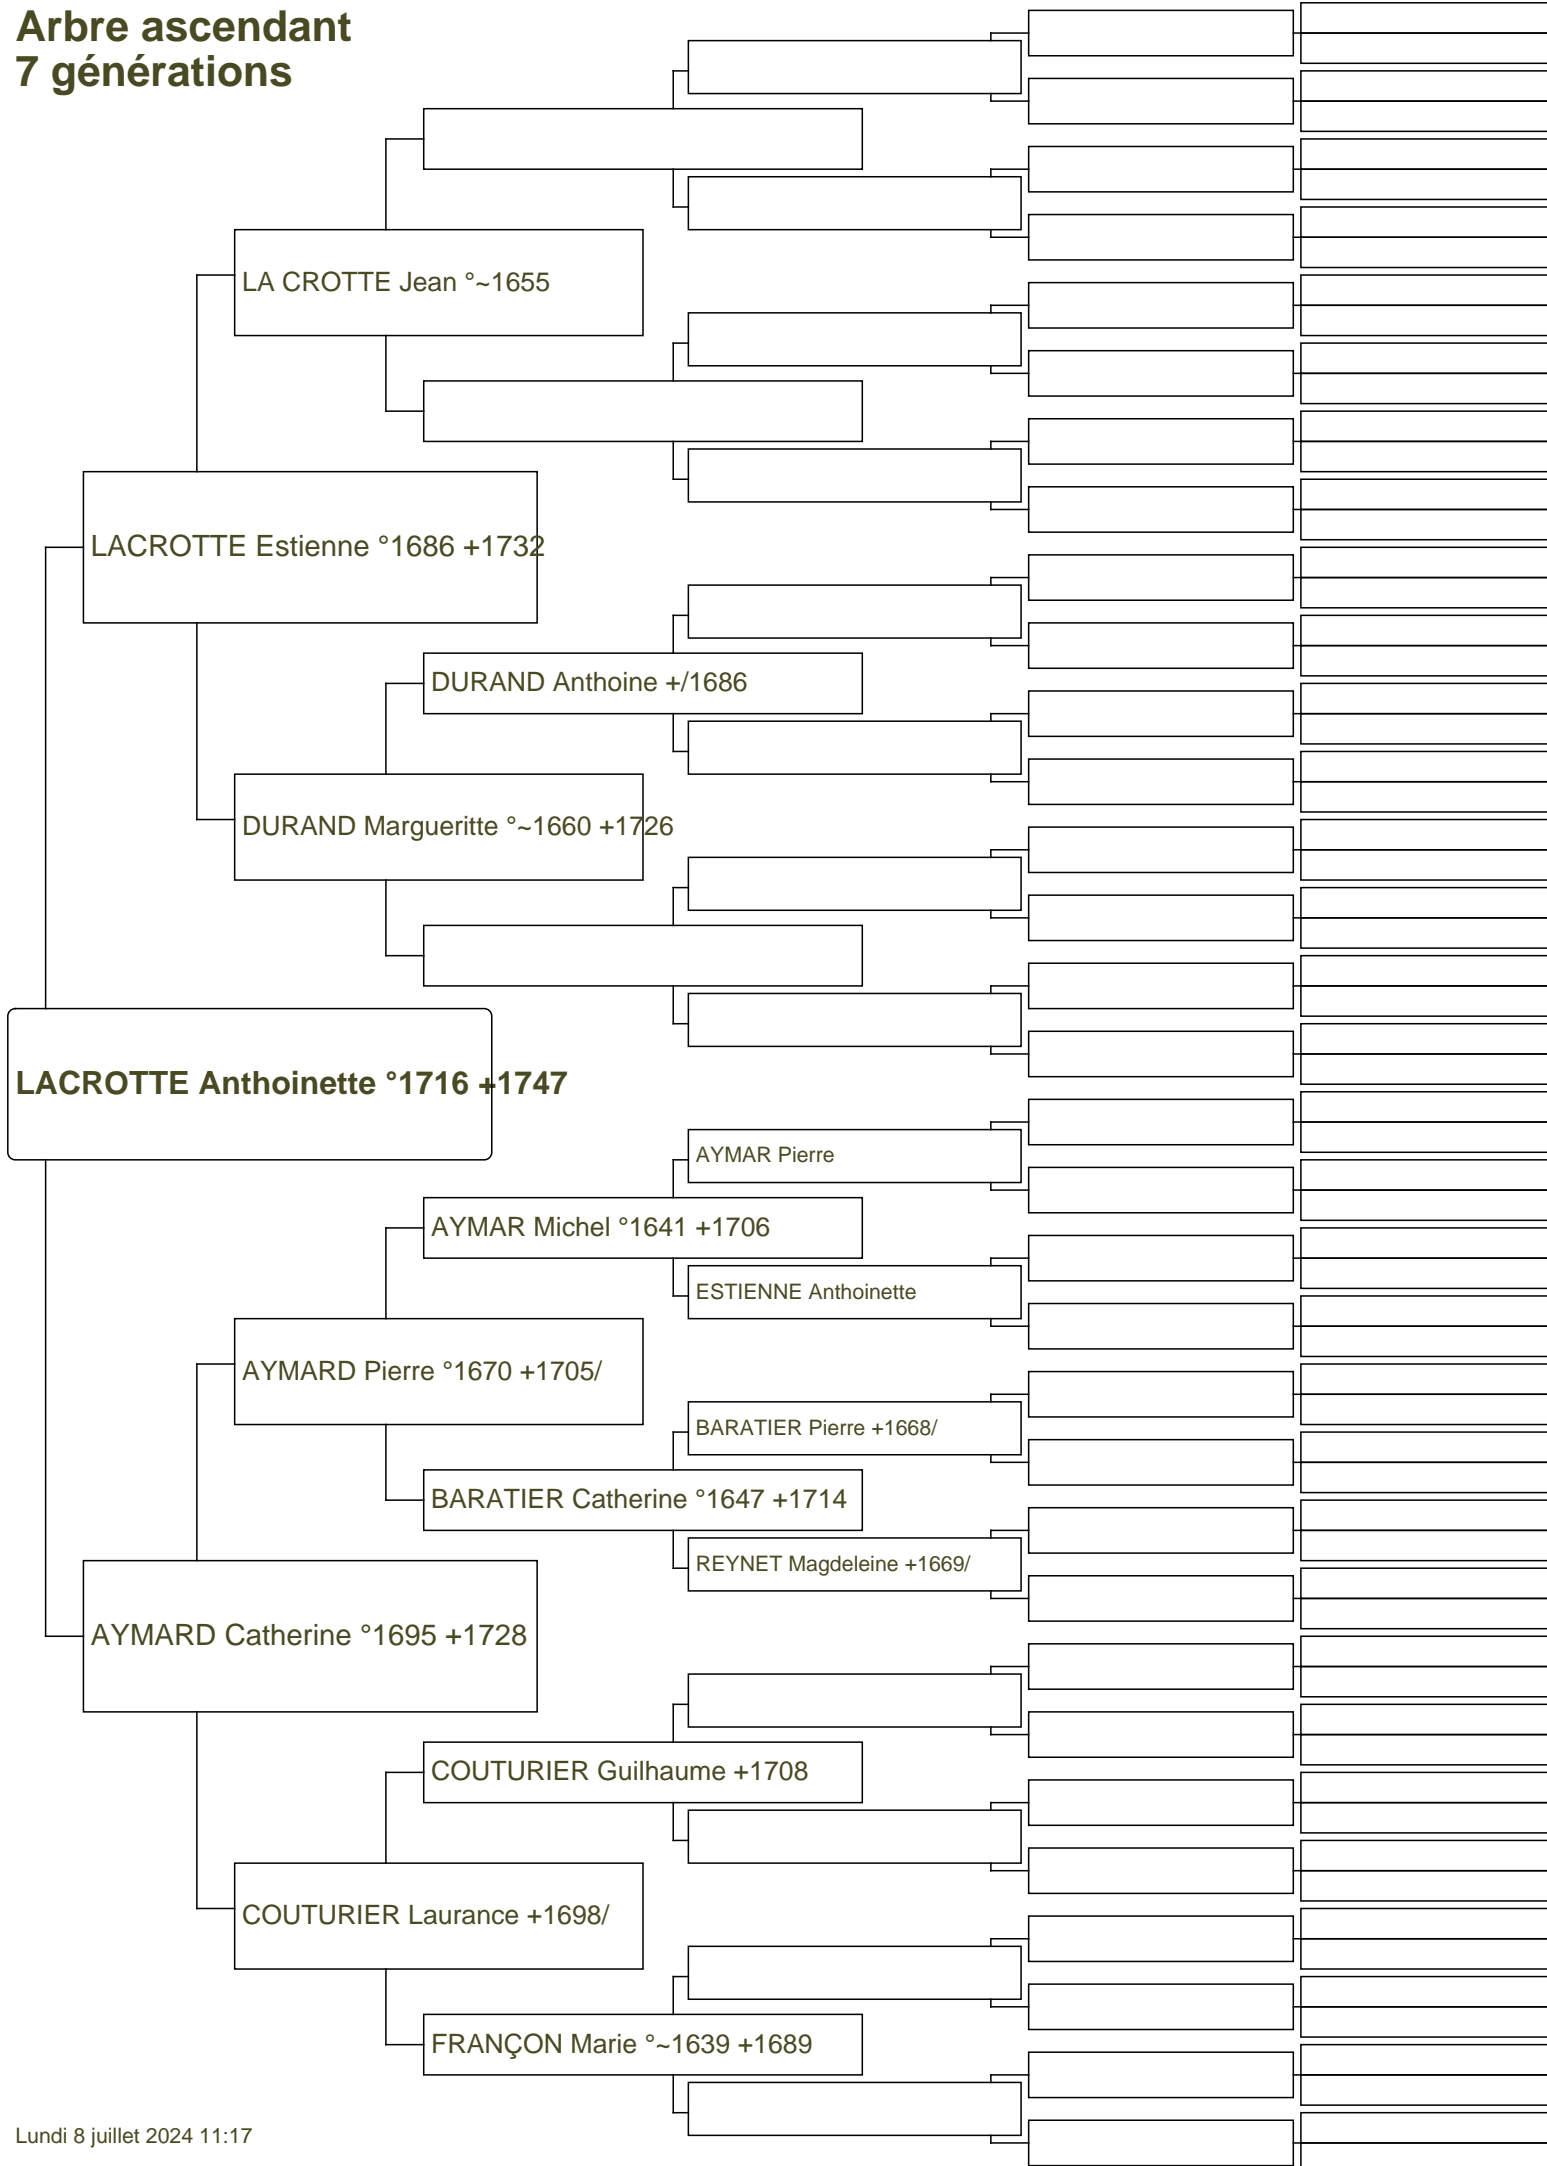 Arbre ascendant
7 générations
LA CROTTE Jean °~1655
LACROTTE Estienne °1686 +1732
DURAND Anthoine +/1686
DURAND Margueritte °~1660 +1726
LACROTTE Anthoinette °1716 +1747
AYMAR Pierre
AYMAR Michel °1641 +1706
ESTIENNE Anthoinette
AYMARD Pierre °1670 +1705/
BARATIER Pierre +1668/
BARATIER Catherine °1647 +1714
REYNET Magdeleine +1669/
AYMARD Catherine °1695 +1728
COUTURIER Guilhaume +1708
COUTURIER Laurance +1698/
FRANÇON Marie °~1639 +1689
Lundi 8 juillet 2024 11:17